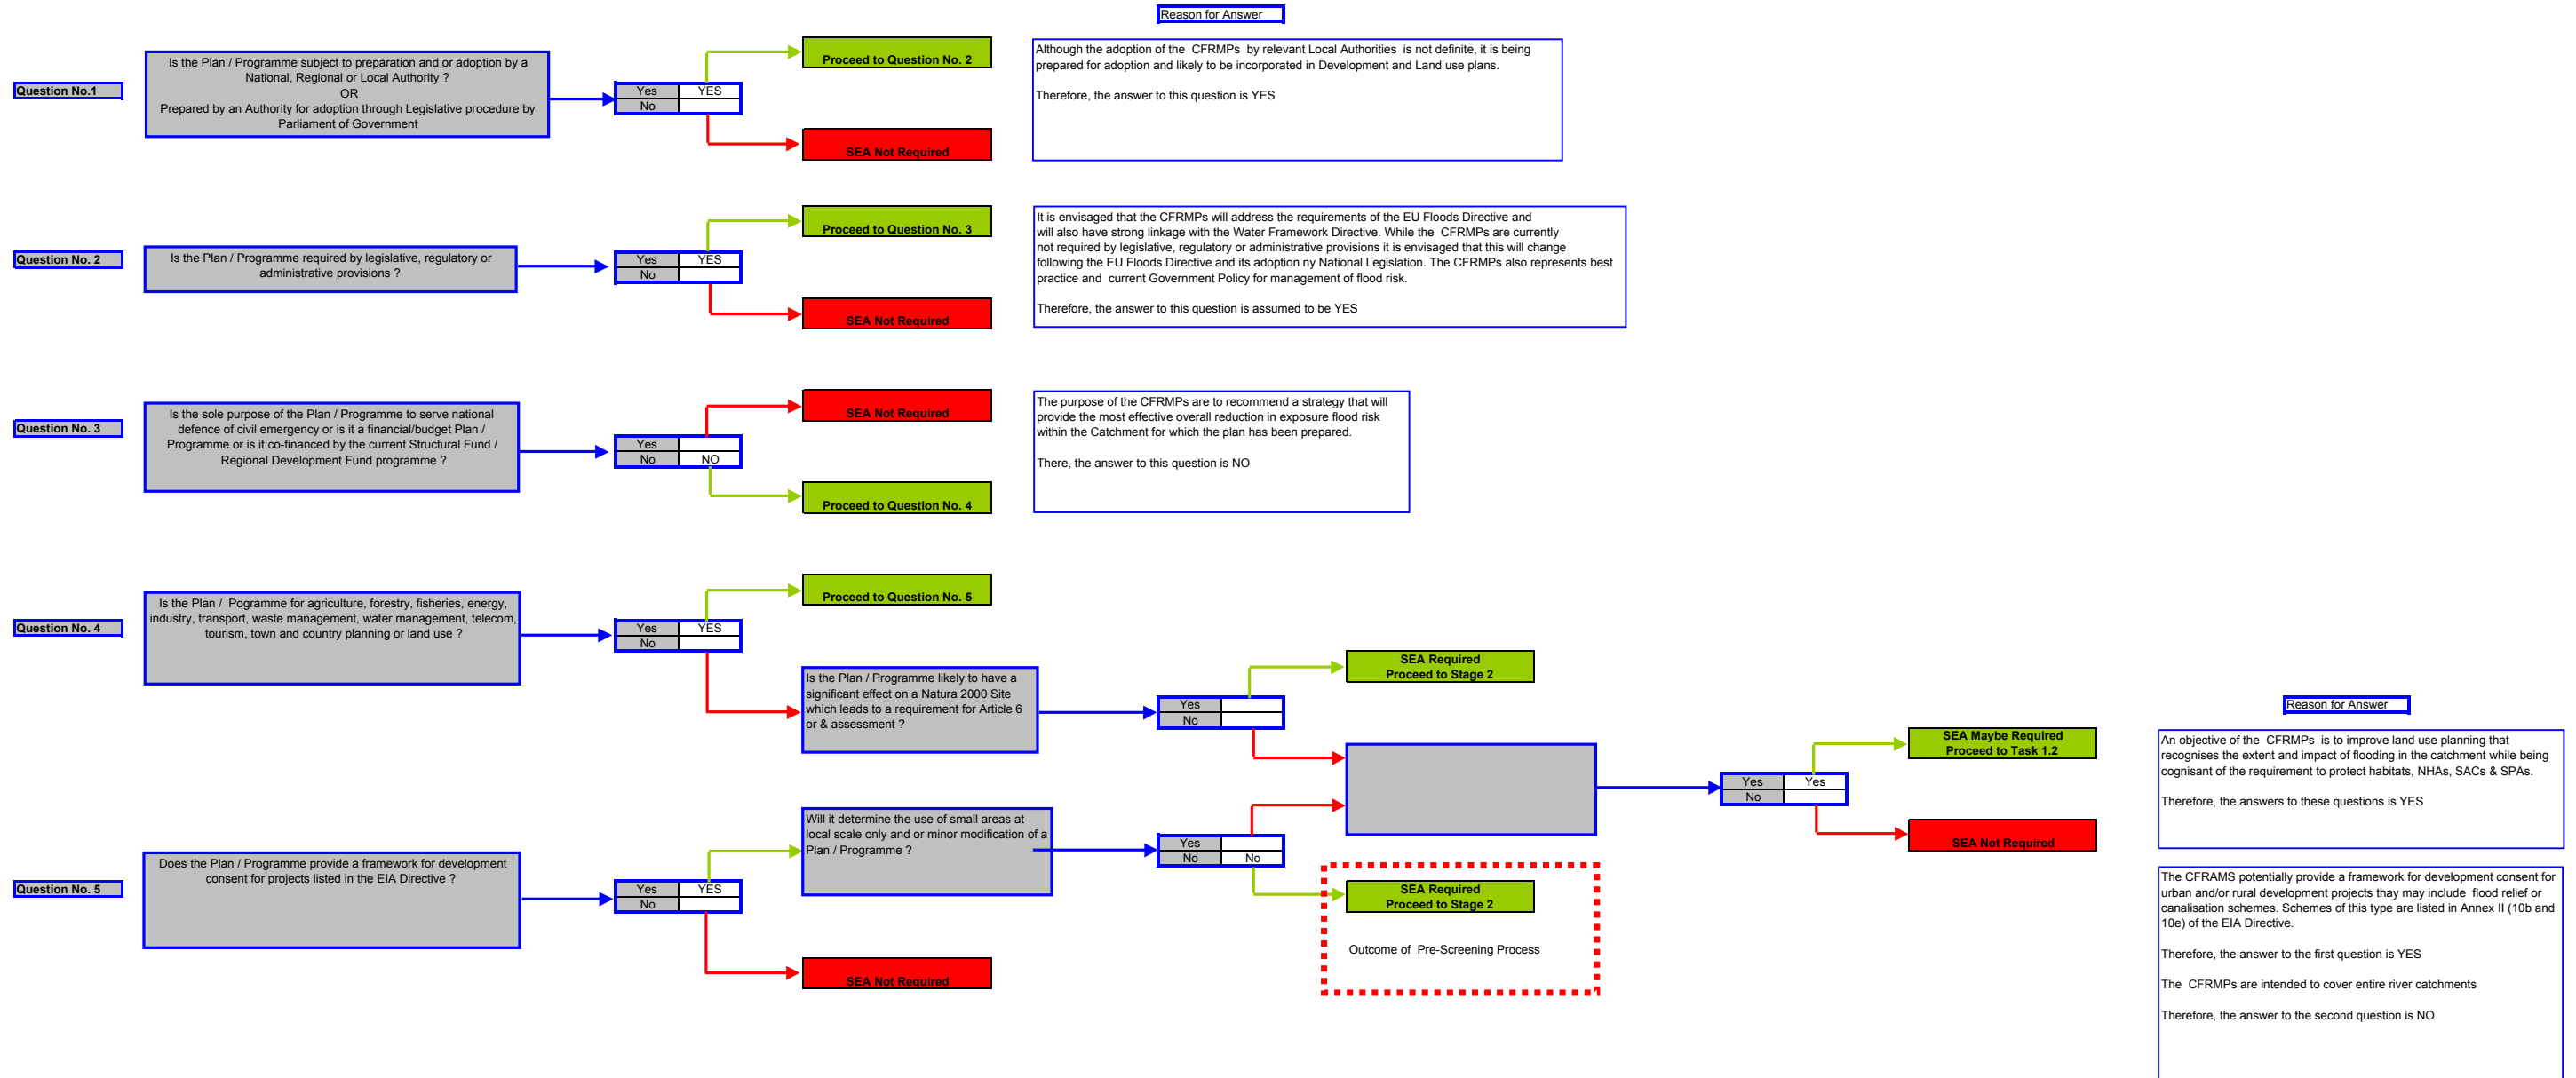 Reason for Answer
Question No.1
Is the Plan / Programme subject to preparation and or adoption by a
National, Regional or Local Authority ?
OR
Prepared by an Authority for adoption through Legislative procedure by
Parliament of Government
Yes YES
No
Proceed to Question No. 2
SEA Not Required
Although the adoption of the CFRMPs by relevant Local Authorities is not definite, it is being
prepared for adoption and likely to be incorporated in Development and Land use plans.
Therefore, the answer to this question is YES
Question No. 2
Is the Plan / Programme required by legislative, regulatory or
administrative provisions ?
Yes YES
No
Proceed to Question No. 3
SEA Not Required
It is envisaged that the CFRMPs will address the requirements of the EU Floods Directive and
will also have strong linkage with the Water Framework Directive. While the CFRMPs are currently
not required by legislative, regulatory or administrative provisions it is envisaged that this will change
following the EU Floods Directive and its adoption ny National Legislation. The CFRMPs also represents best
practice and current Government Policy for management of flood risk.
Therefore, the answer to this question is assumed to be YES
Question No. 3
Is the sole purpose of the Plan / Programme to serve national
defence of civil emergency or is it a financial/budget Plan /
Programme or is it co-financed by the current Structural Fund /
Regional Development Fund programme ?
Yes
No NO
SEA Not Required
Proceed to Question No. 4
The purpose of the CFRMPs are to recommend a strategy that will
provide the most effective overall reduction in exposure flood risk
within the Catchment for which the plan has been prepared.
There, the answer to this question is NO
Question No. 4
Is the Plan / Pogramme for agriculture, forestry, fisheries, energy,
industry, transport, waste management, water management, telecom,
tourism, town and country planning or land use ?
Yes YES
No
Proceed to Question No. 5
Is the Plan / Programme likely to have a
significant effect on a Natura 2000 Site
which leads to a requirement for Article 6
or & assessment ?
Yes
No
SEA Required
Proceed to Stage 2
Yes Yes
No
SEA Maybe Required
Proceed to Task 1.2
SEA Not Required
Reason for Answer
An objective of the CFRMPs is to improve land use planning that
recognises the extent and impact of flooding in the catchment while being
cognisant of the requirement to protect habitats, NHAs, SACs & SPAs.
Therefore, the answers to these questions is YES
Question No. 5
Does the Plan / Programme provide a framework for development
consent for projects listed in the EIA Directive ?
Yes YES
No
Will it determine the use of small areas at
local scale only and or minor modification of a
Plan / Programme ?
SEA Not Required
Yes
No No
SEA Required
Proceed to Stage 2
Outcome of Pre-Screening Process
The CFRAMS potentially provide a framework for development consent for
urban and/or rural development projects thay may include flood relief or
canalisation schemes. Schemes of this type are listed in Annex II (10b and
10e) of the EIA Directive.
Therefore, the answer to the first question is YES
The CFRMPs are intended to cover entire river catchments
Therefore, the answer to the second question is NO